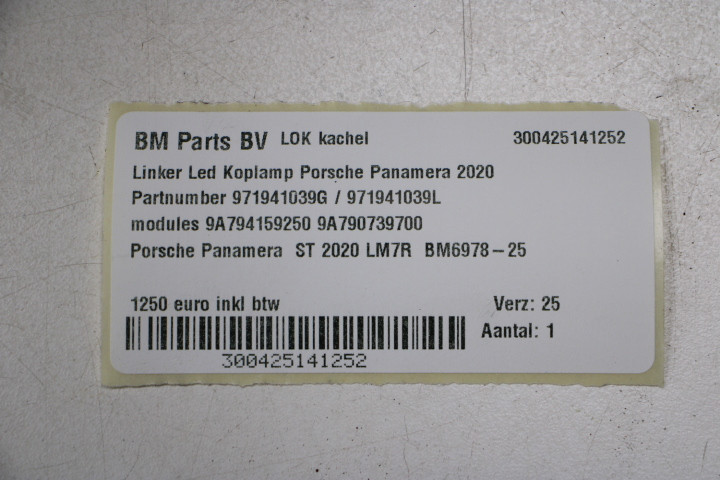 BM Parts BV LOK kachel 300425141252
Linker Led Koplamp Porsche Panamera 2020
Partnumber 971941039G / 971941039L
modules 9A794159250 9A790739700
Porsche Panamera ST 2020 LM7R BM6978-25
1250 euro inkl btw Verz: 25
Aantal: 1
300425141252